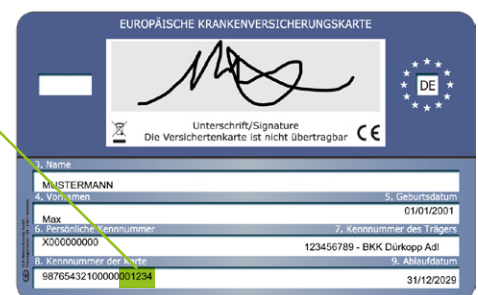 EUROPÄISCHE KRANKENVERSICHERUNGSKARTE
DE
Unterschrift/Signature
Die Versichertenkarte ist nicht übertragbar CE
3. Name
MUSTERMANN
4. Vornamen 5. Geburtsdatum
Max 01/01/2001
6. Persönliche Kennnummer 7. Kennnummer des Trägers
X000000000 123456789 - BKK Dürkopp Adl
8. Kennnummer der Karte 9. Ablaufdatum
98765432100000001234 31/12/2029